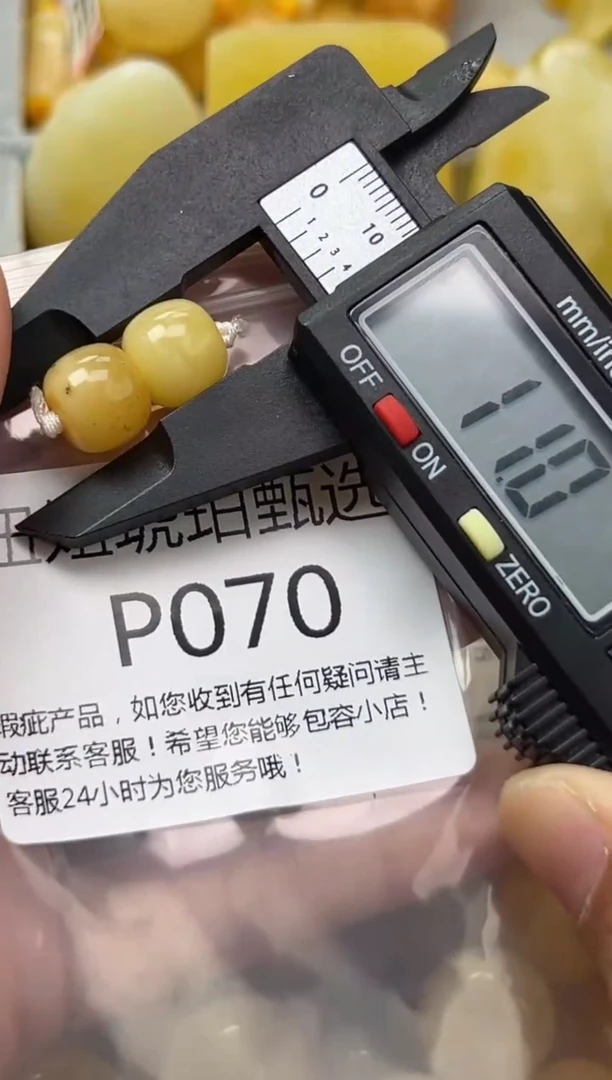 0
10
1 2 3 4
mm/in
OFF
ON
11.0
ZERO
琥珀甄选
P070
瑕疵产品，如您收到有任何疑问请主
动联系客服！希望您能够包容小店！
客服24小时为您服务哦！